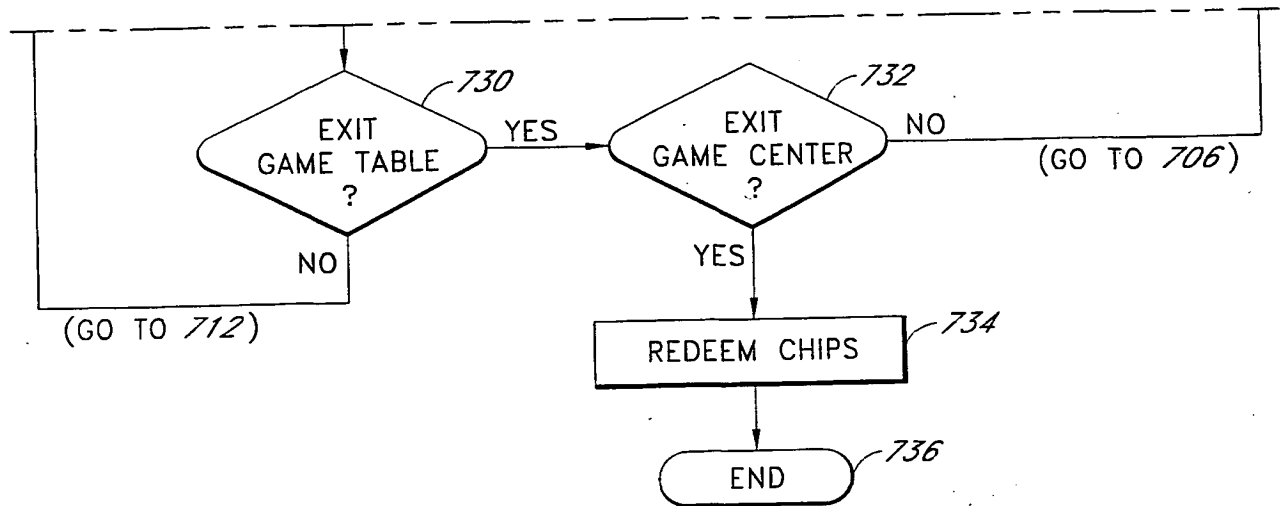 730
EXIT
GAME TABLE
?
YES
732
EXIT
GAME CENTER
?
NO
(GO TO 706)
NO
(GO TO 712)
YES
REDEEM CHIPS
734
END
736